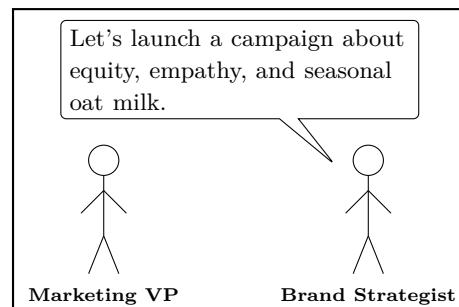 Let's launch a campaign about
equity, empathy, and seasonal
oat milk.
Marketing VP
Brand Strategist